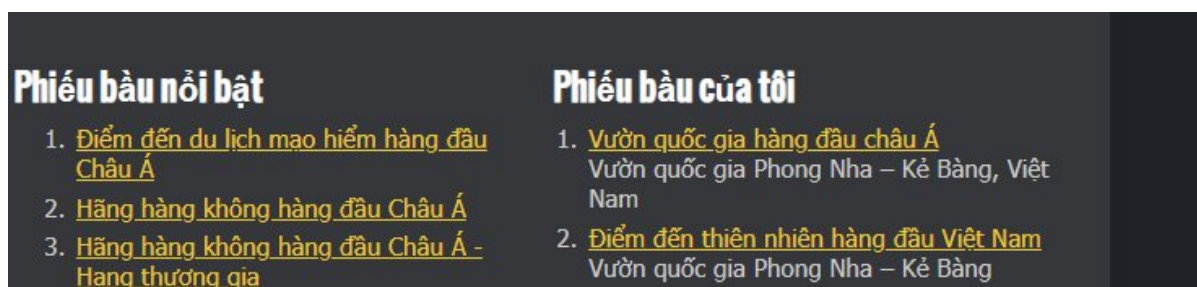 Phiếu bầu nổi bật
1. Điểm đến du lịch mạo hiểm hàng đầu
Châu Á
2. Hãng hàng không hàng đầu Châu Á
3. Hãng hàng không hàng đầu Châu Á -
Hạng thương gia
Phiếu bầu của tôi
1. Vườn quốc gia hàng đầu châu Á
Vườn quốc gia Phong Nha – Kẻ Bàng, Việt
Nam
2. Điểm đến thiên nhiên hàng đầu Việt Nam
Vườn quốc gia Phong Nha – Kẻ Bàng